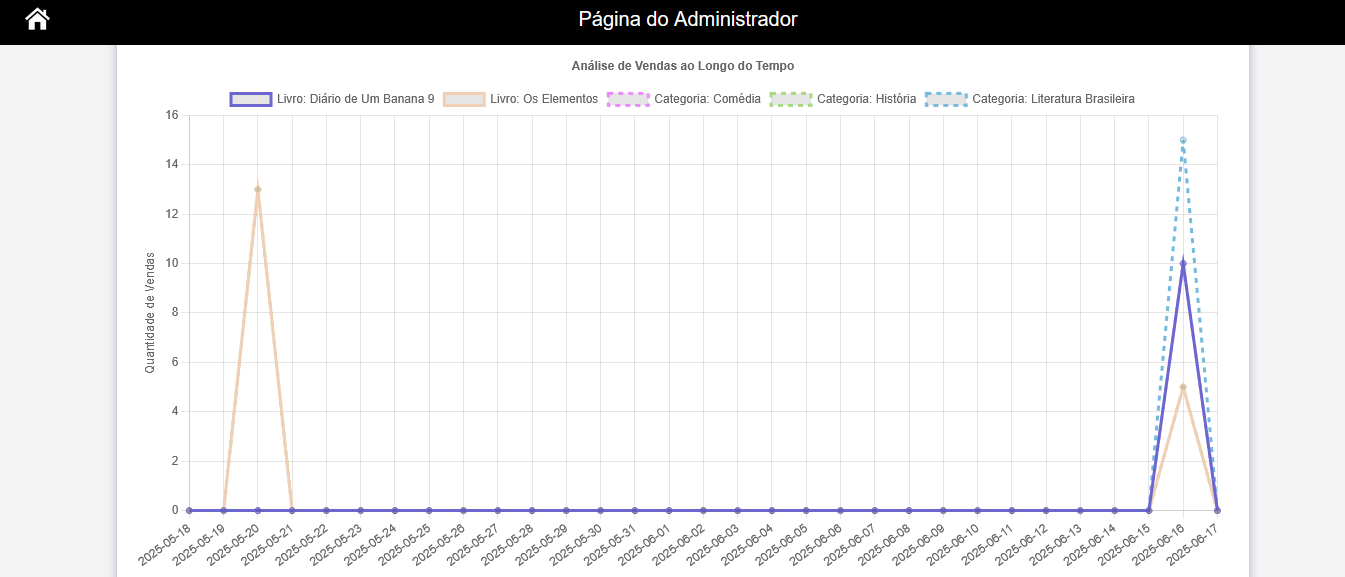 Página do Administrador
Análise de Vendas ao Longo do Tempo
Livro: Diário de Um Banana 9 Livro: Os Elementos Categoria: Comédia Categoria: História Categoria: Literatura Brasileira
Quantidade de Vendas
16
14
12
10
8
6
4
2
0
2025-05-18 2025-05-19 2025-05-20 2025-05-21 2025-05-22 2025-05-23 2025-05-24 2025-05-25 2025-05-26 2025-05-27 2025-05-28 2025-05-29 2025-05-30 2025-05-31 2025-06-01 2025-06-02 2025-06-03 2025-06-04 2025-06-05 2025-06-06 2025-06-07 2025-06-08 2025-06-09 2025-06-10 2025-06-11 2025-06-12 2025-06-13 2025-06-14 2025-06-15 2025-06-16 2025-06-17